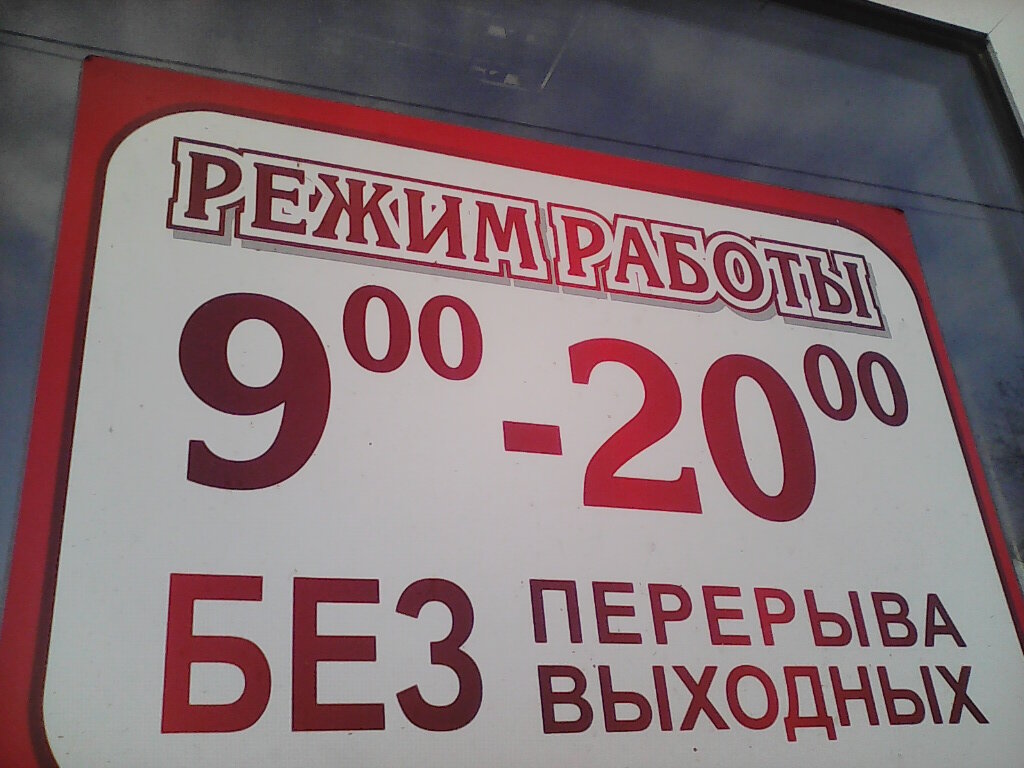 РЕЖИМ РАБОТЫ
9⁰⁰ -20⁰⁰
БЕЗ ПЕРЕРЫВА
ВЫХОДНЫХ